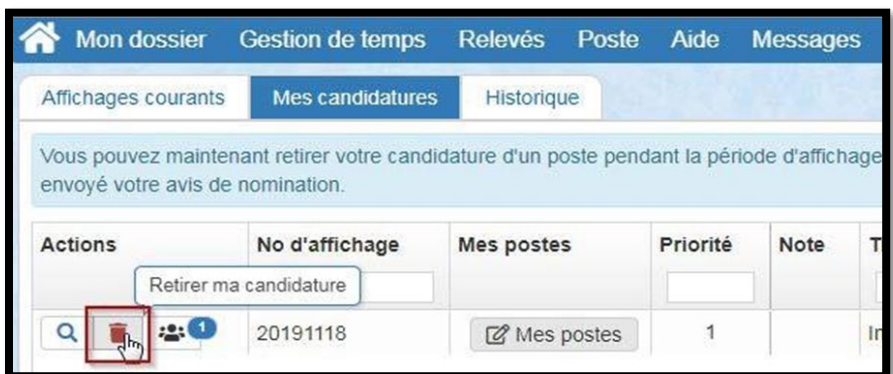 Mon dossier Gestion de temps Relevés Poste Aide Messages
Affichages courants Mes candidatures Historique
Vous pouvez maintenant retirer votre candidature d'un poste pendant la période d'affichage
envoyé votre avis de nomination.
Actions No d'affichage Mes postes Priorité Note
Retirer ma candidature
1 20191118 Mes postes 1